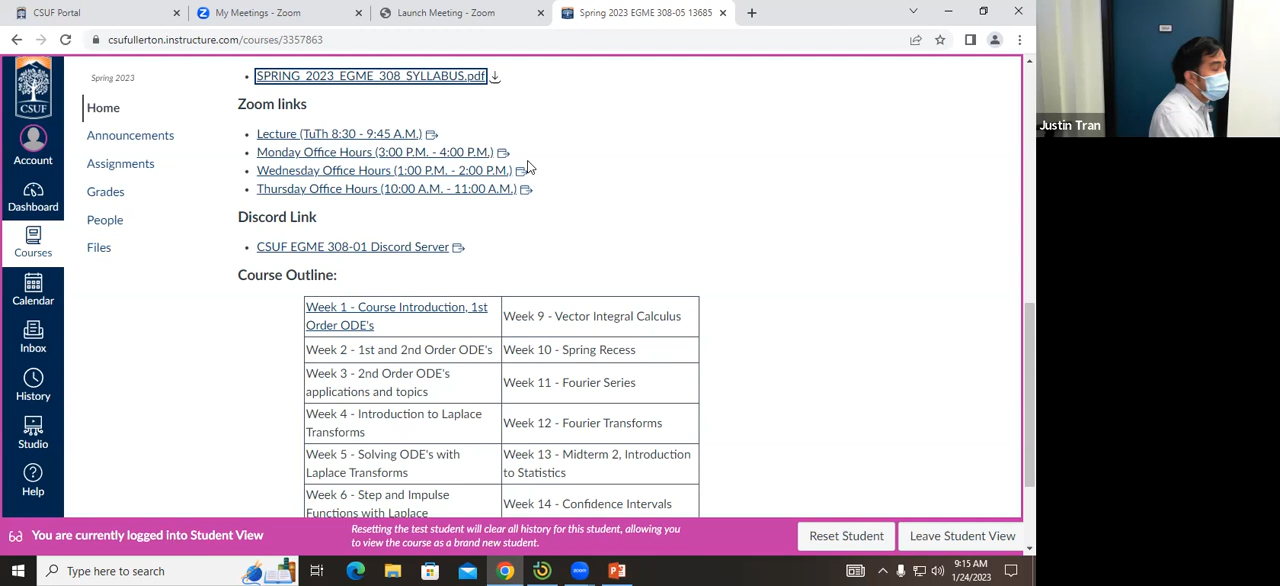 CSUF Portal
My Meetings - Zoom
Launch Meeting - Zoom
Spring 2023 EGME 308-05 13685
csufullerton.instructure.com/courses/3357863
CSUF
Account
Dashboard
Courses
Calendar
Inbox
History
Studio
Help
Spring 2023
Home
Announcements
Assignments
Grades
People
Files
SPRING_2023_EGME_308_SYLLABUS.pdf
Zoom links
Lecture (TuTh 8:30 - 9:45 A.M.)
Monday Office Hours (3:00 P.M. - 4:00 P.M.)
Wednesday Office Hours (1:00 P.M. - 2:00 P.M.)
Thursday Office Hours (10:00 A.M. - 11:00 A.M.)
Discord Link
CSUF EGME 308-01 Discord Server
Course Outline:
Week 1 - Course Introduction, 1st
Order ODE's
Week 9 - Vector Integral Calculus
Week 2 - 1st and 2nd Order ODE's
Week 10 - Spring Recess
Week 3 - 2nd Order ODE's
applications and topics
Week 11 - Fourier Series
Week 4 - Introduction to Laplace
Transforms
Week 12 - Fourier Transforms
Week 5 - Solving ODE's with
Laplace Transforms
Week 13 - Midterm 2, Introduction
to Statistics
Week 6 - Step and Impulse
Functions with Laplace
Week 14 - Confidence Intervals
You are currently logged into Student View
Resetting the test student will clear all history for this student, allowing you
to view the course as a brand new student.
Reset Student
Leave Student View
Type here to search
zoom
9:15 AM
1/24/2023
Justin Tran